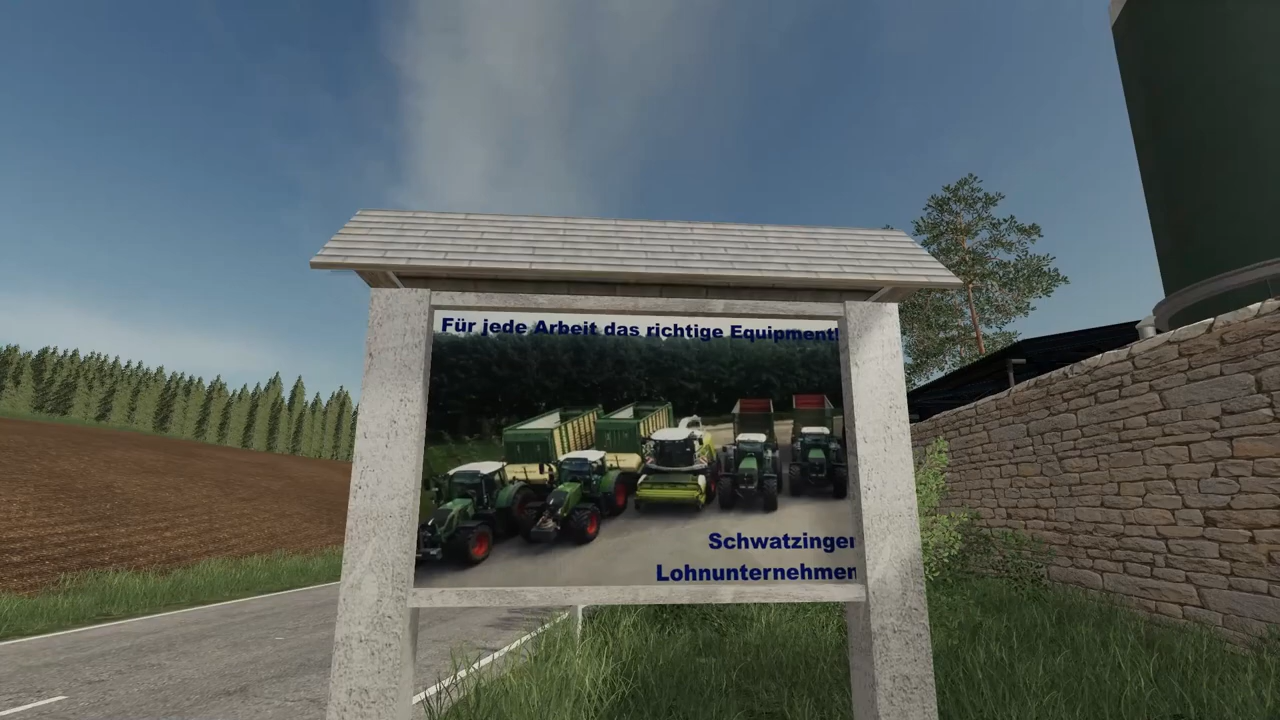 Für jede Arbeit das richtige Equipment!
Schwatzinger
Lohnunternehmen